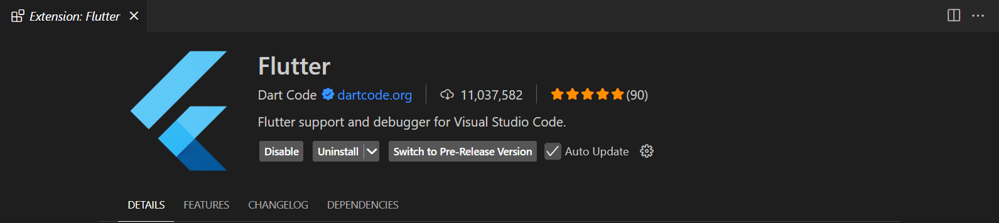 Extension: Flutter
Flutter
Dart Code dartcode.org 11,037,582 (90)
Flutter support and debugger for Visual Studio Code.
Disable Uninstall Switch to Pre-Release Version Auto Update
DETAILS FEATURES CHANGELOG DEPENDENCIES